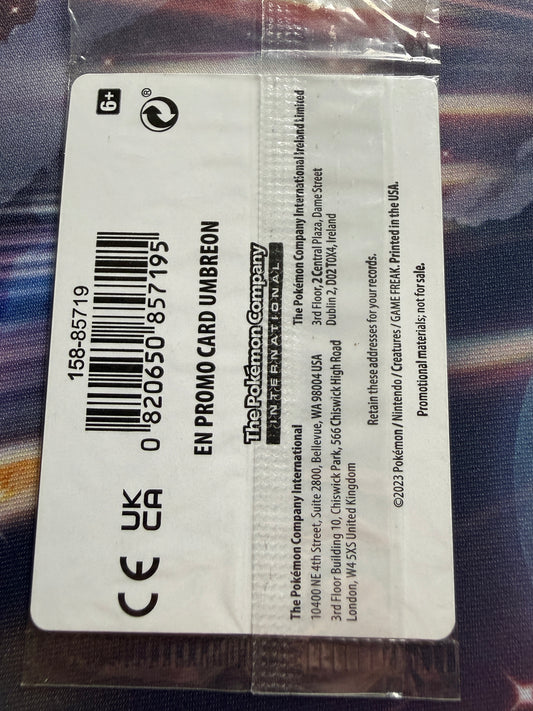 6+
®
158-85719
0 820650 857195
CE UK CA
EN PROMO CARD UMBREON
The Pokémon Company
INTERNATIONAL
The Pokémon Company International
10400 NE 4th Street, Suite 2800, Bellevue, WA 98004 USA
3rd Floor Building 10, Chiswick Park, 566 Chiswick High Road
London, W4 5XS United Kingdom
The Pokémon Company International Ireland Limited
3rd Floor, 2 Central Plaza, Dame Street
Dublin 2, D02 T0X4, Ireland
Retain these addresses for your records.
©2023 Pokémon / Nintendo / Creatures / GAME FREAK. Printed in the USA.
Promotional materials; not for sale.